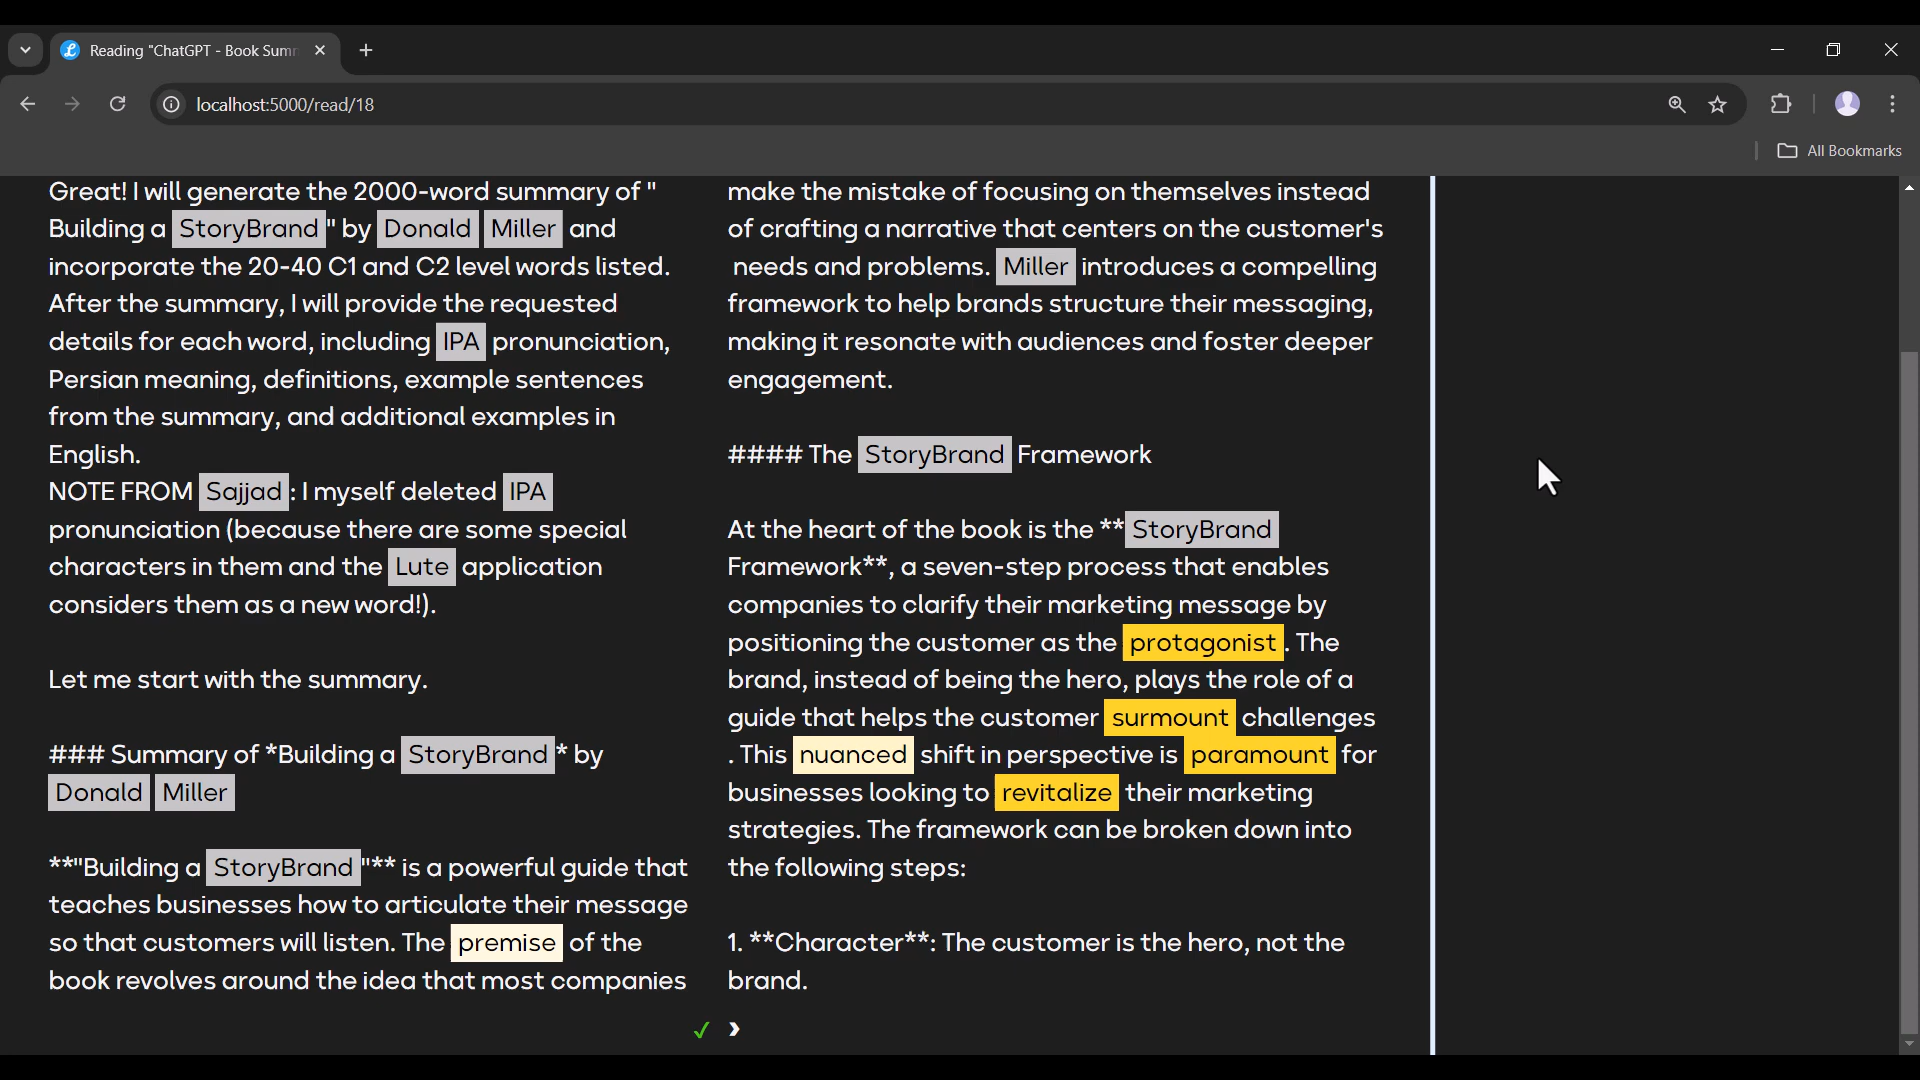 Reading "ChatGPT - Book Sum
localhost:5000/read/18
All Bookmarks
Great! I will generate the 2000-word summary of "
Building a StoryBrand" by Donald Miller and
incorporate the 20-40 C1 and C2 level words listed.
After the summary, I will provide the requested
details for each word, including IPA pronunciation,
Persian meaning, definitions, example sentences
from the summary, and additional examples in
English.
NOTE FROM Sajjad: I myself deleted IPA
pronunciation (because there are some special
characters in them and the Lute application
considers them as a new word!).
Let me start with the summary.
### Summary of *Building a StoryBrand* by
Donald Miller
**"Building a StoryBrand"** is a powerful guide that
teaches businesses how to articulate their message
so that customers will listen. The premise of the
book revolves around the idea that most companies
make the mistake of focusing on themselves instead
of crafting a narrative that centers on the customer's
needs and problems. Miller introduces a compelling
framework to help brands structure their messaging,
making it resonate with audiences and foster deeper
engagement.
#### The StoryBrand Framework
At the heart of the book is the **StoryBrand
Framework**, a seven-step process that enables
companies to clarify their marketing message by
positioning the customer as the protagonist. The
brand, instead of being the hero, plays the role of a
guide that helps the customer surmount challenges
. This nuanced shift in perspective is paramount for
businesses looking to revitalize their marketing
strategies. The framework can be broken down into
the following steps:
1. **Character**: The customer is the hero, not the
brand.